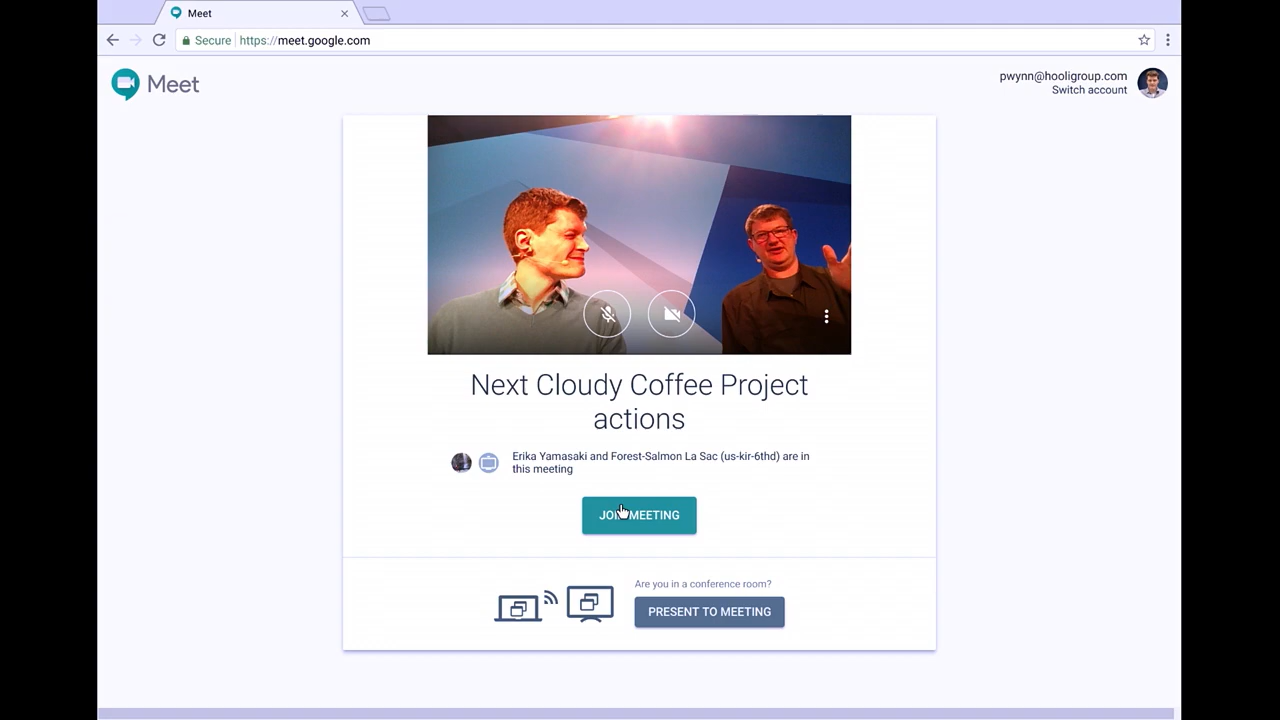 Meet
Secure https://meet.google.com
Meet
pwynn@hooligroup.com
Switch account
Next Cloudy Coffee Project
actions
Erika Yamasaki and Forest-Salmon La Sac (us-kir-6thd) are in
this meeting
JOIN MEETING
Are you in a conference room?
PRESENT TO MEETING